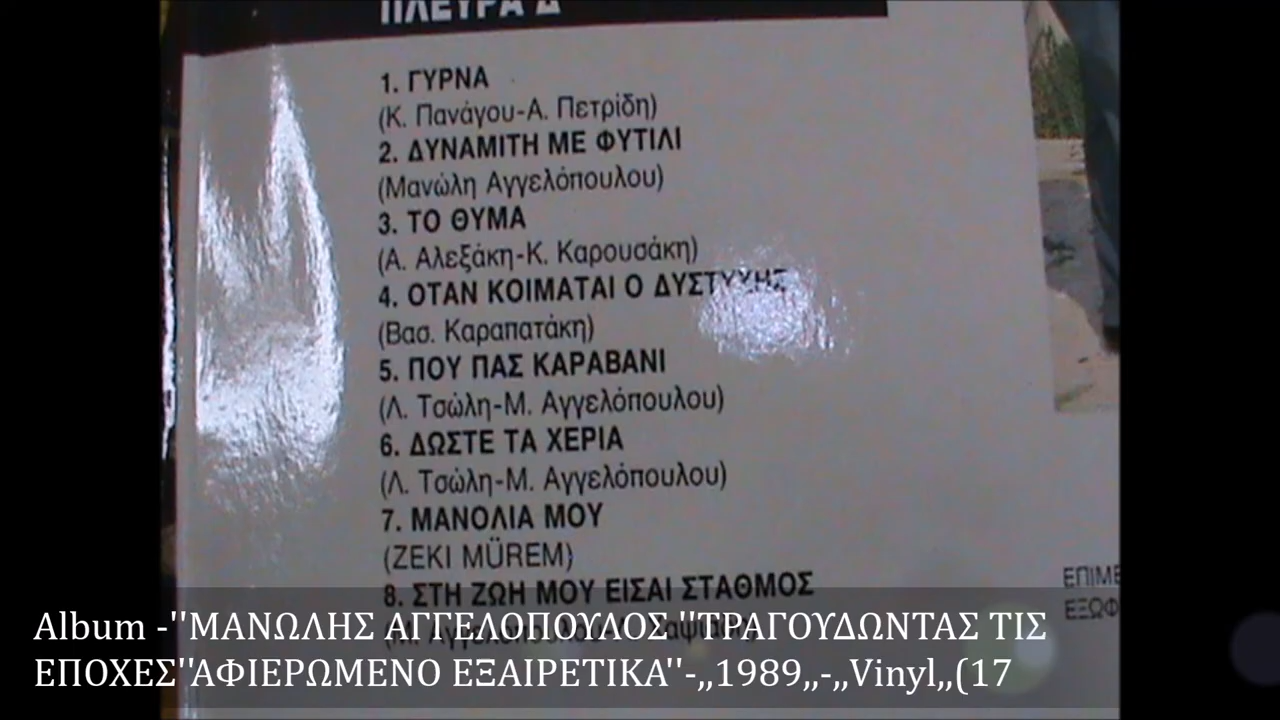 ΠΛΕΥΡΑ Δ
1. ΓΥΡΝΑ
(Κ. Πανάγου-Α. Πετρίδη)
2. ΔΥΝΑΜΙΤΗ ΜΕ ΦΥΤΙΛΙ
(Μανώλη Αγγελόπουλου)
3. ΤΟ ΘΥΜΑ
(Α. Αλεξάκη-Κ. Καρουσάκη)
4. ΟΤΑΝ ΚΟΙΜΑΤΑΙ Ο ΔΥΣΤΥΧΗΣ
(Βασ. Καραπατάκη)
5. ΠΟΥ ΠΑΣ ΚΑΡΑΒΑΝΙ
(Λ. Τσώλη-Μ. Αγγελόπουλου)
6. ΔΩΣΤΕ ΤΑ ΧΕΡΙΑ
(Λ. Τσώλη-Μ. Αγγελόπουλου)
7. ΜΑΝΟΛΙΑ ΜΟΥ
(ZEKI MÜREM)
8. ΣΤΗ ΖΩΗ ΜΟΥ ΕΙΣΑΙ ΣΤΑΘΜΟΣ
ΕΠΙΜΕ
ΕΞΩΦ
Album -''ΜΑΝΩΛΗΣ ΑΓΓΕΛΟΠΟΥΛΟΣ''ΤΡΑΓΟΥΔΩΝΤΑΣ ΤΙΣ
ΕΠΟΧΕΣ''ΑΦΙΕΡΩΜΕΝΟ ΕΞΑΙΡΕΤΙΚΑ''-,,1989,,-,,Vinyl,,(17